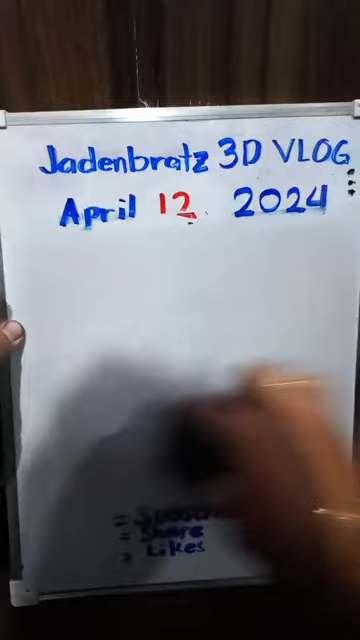 Jadenbratz 3D VLOG
April 12. 2024
= Share
= Likes